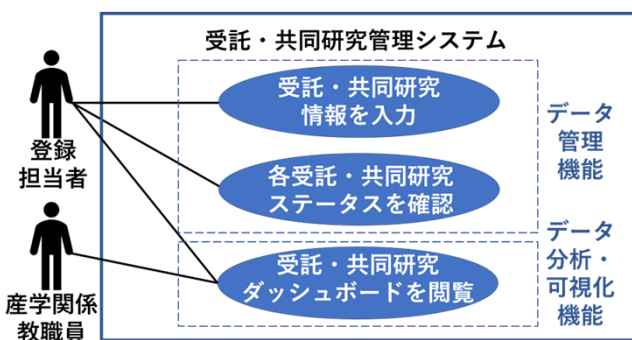 受託・共同研究管理システム
受託・共同研究
情報を入力
データ
管理
機能
登録
担当者
各受託・共同研究
ステータスを確認
データ
分析・
可視化
機能
受託・共同研究
ダッシュボードを閲覧
産学関係
教職員